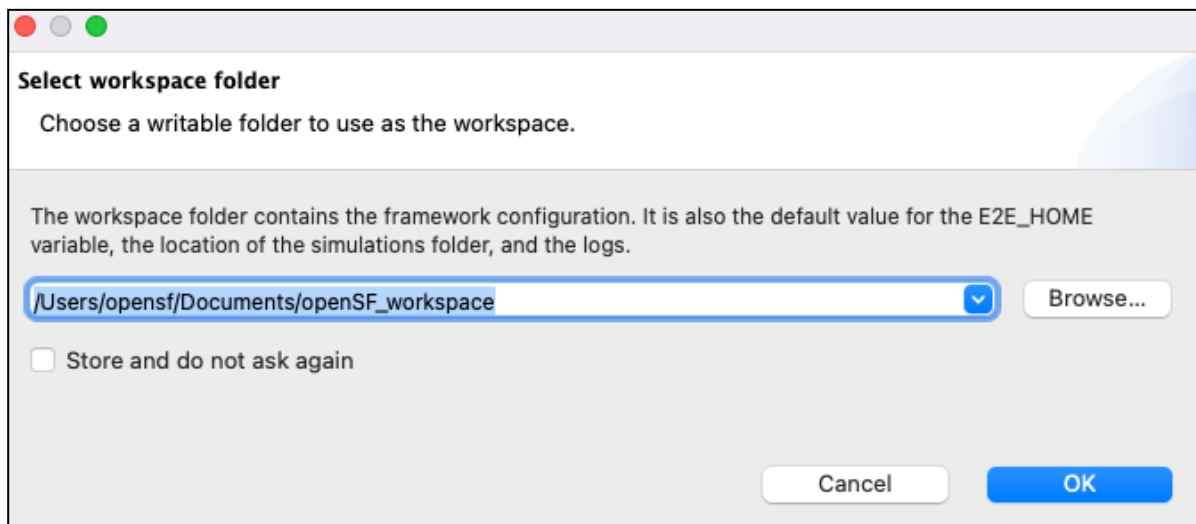 Select workspace folder
Choose a writable folder to use as the workspace.
The workspace folder contains the framework configuration. It is also the default value for the E2E_HOME
variable, the location of the simulations folder, and the logs.
/Users/opensf/Documents/openSF_workspace
Browse...
Store and do not ask again
Cancel
OK